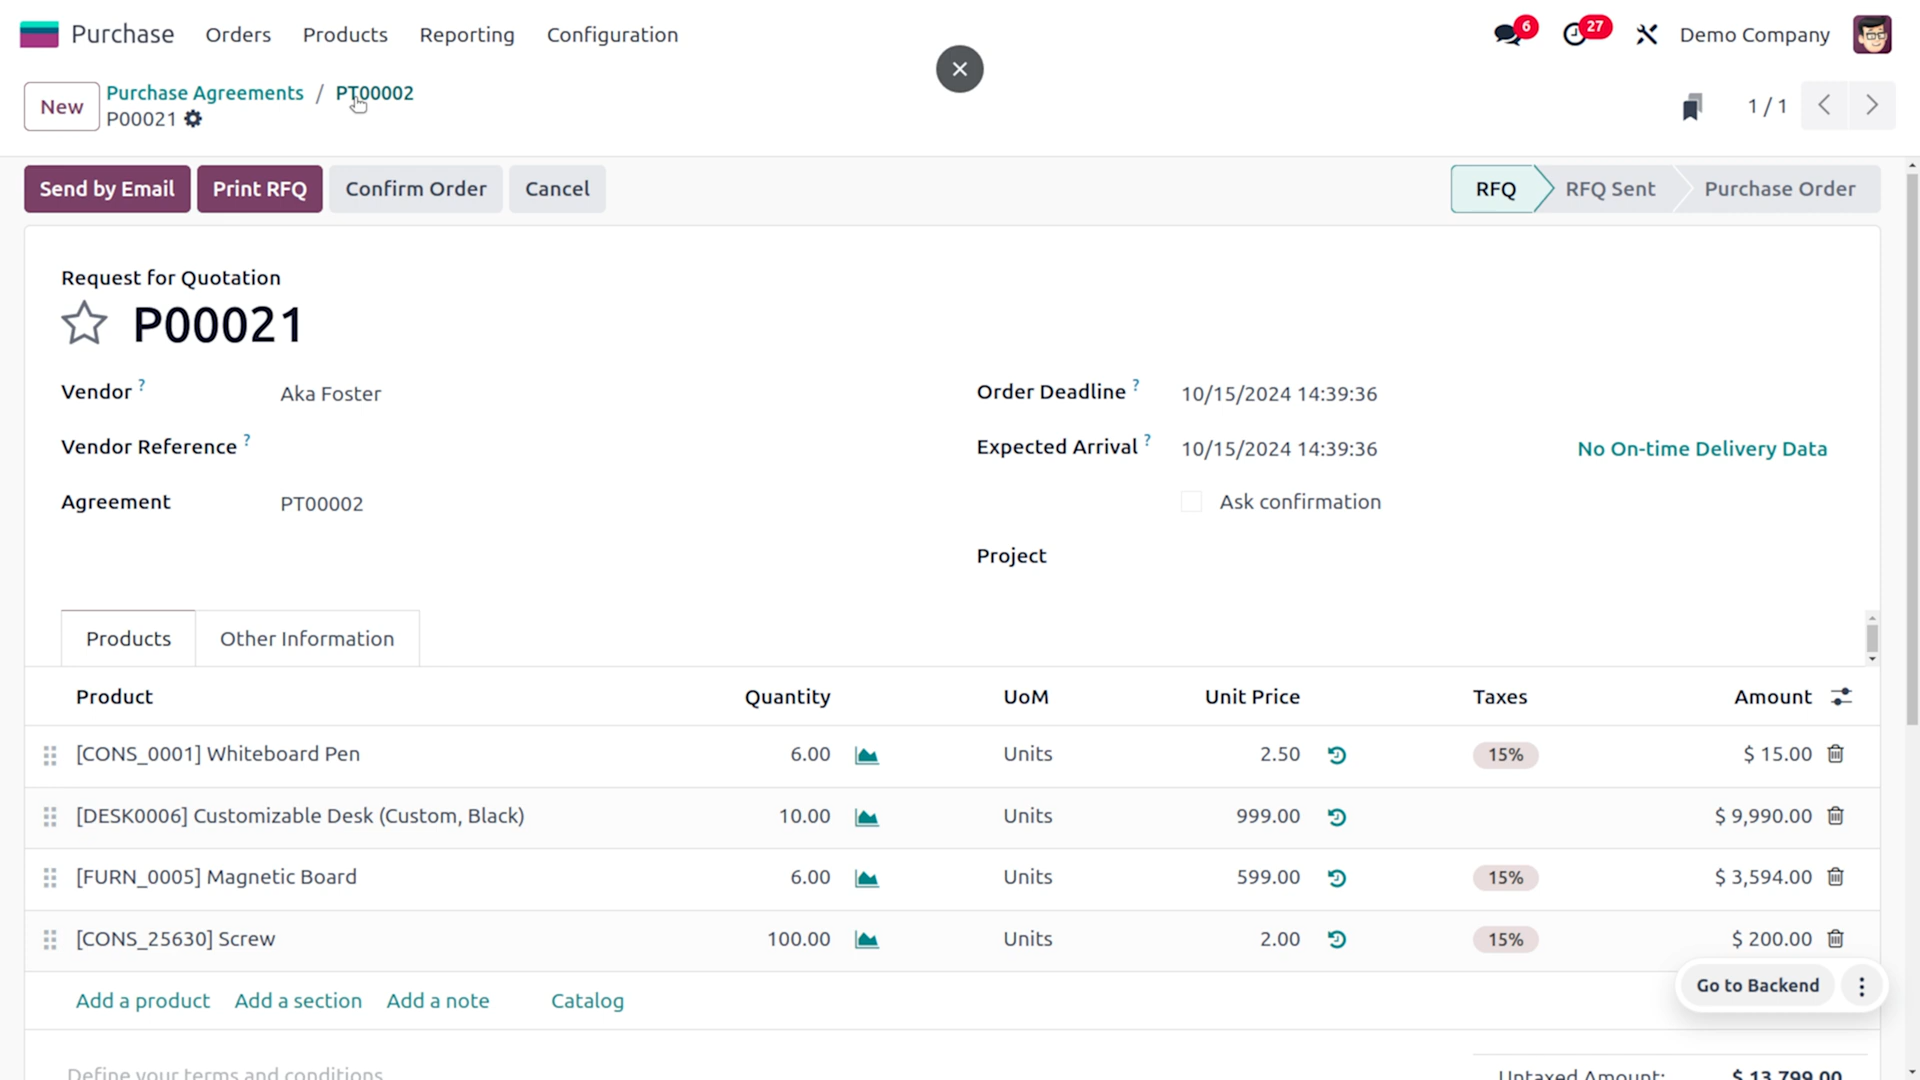 Purchase Orders Products Reporting Configuration 6 27 Demo Company
New Purchase Agreements / PT00002
P00021 1 / 1
Send by Email Print RFQ Confirm Order Cancel RFQ RFQ Sent Purchase Order
Request for Quotation
P00021
Vendor ? Aka Foster Order Deadline ? 10/15/2024 14:39:36
Vendor Reference ? Expected Arrival ? 10/15/2024 14:39:36 No On-time Delivery Data
Agreement PT00002 Ask confirmation
Project
Products Other Information
Product Quantity UoM Unit Price Taxes Amount
[CONS_0001] Whiteboard Pen 6.00 Units 2.50 15% $ 15.00
[DESK0006] Customizable Desk (Custom, Black) 10.00 Units 999.00 $ 9,990.00
[FURN_0005] Magnetic Board 6.00 Units 599.00 15% $ 3,594.00
[CONS_25630] Screw 100.00 Units 2.00 15% $ 200.00
Go to Backend
Add a product Add a section Add a note Catalog
Define your terms and conditions Untaxed Amount: $ 13,799.00